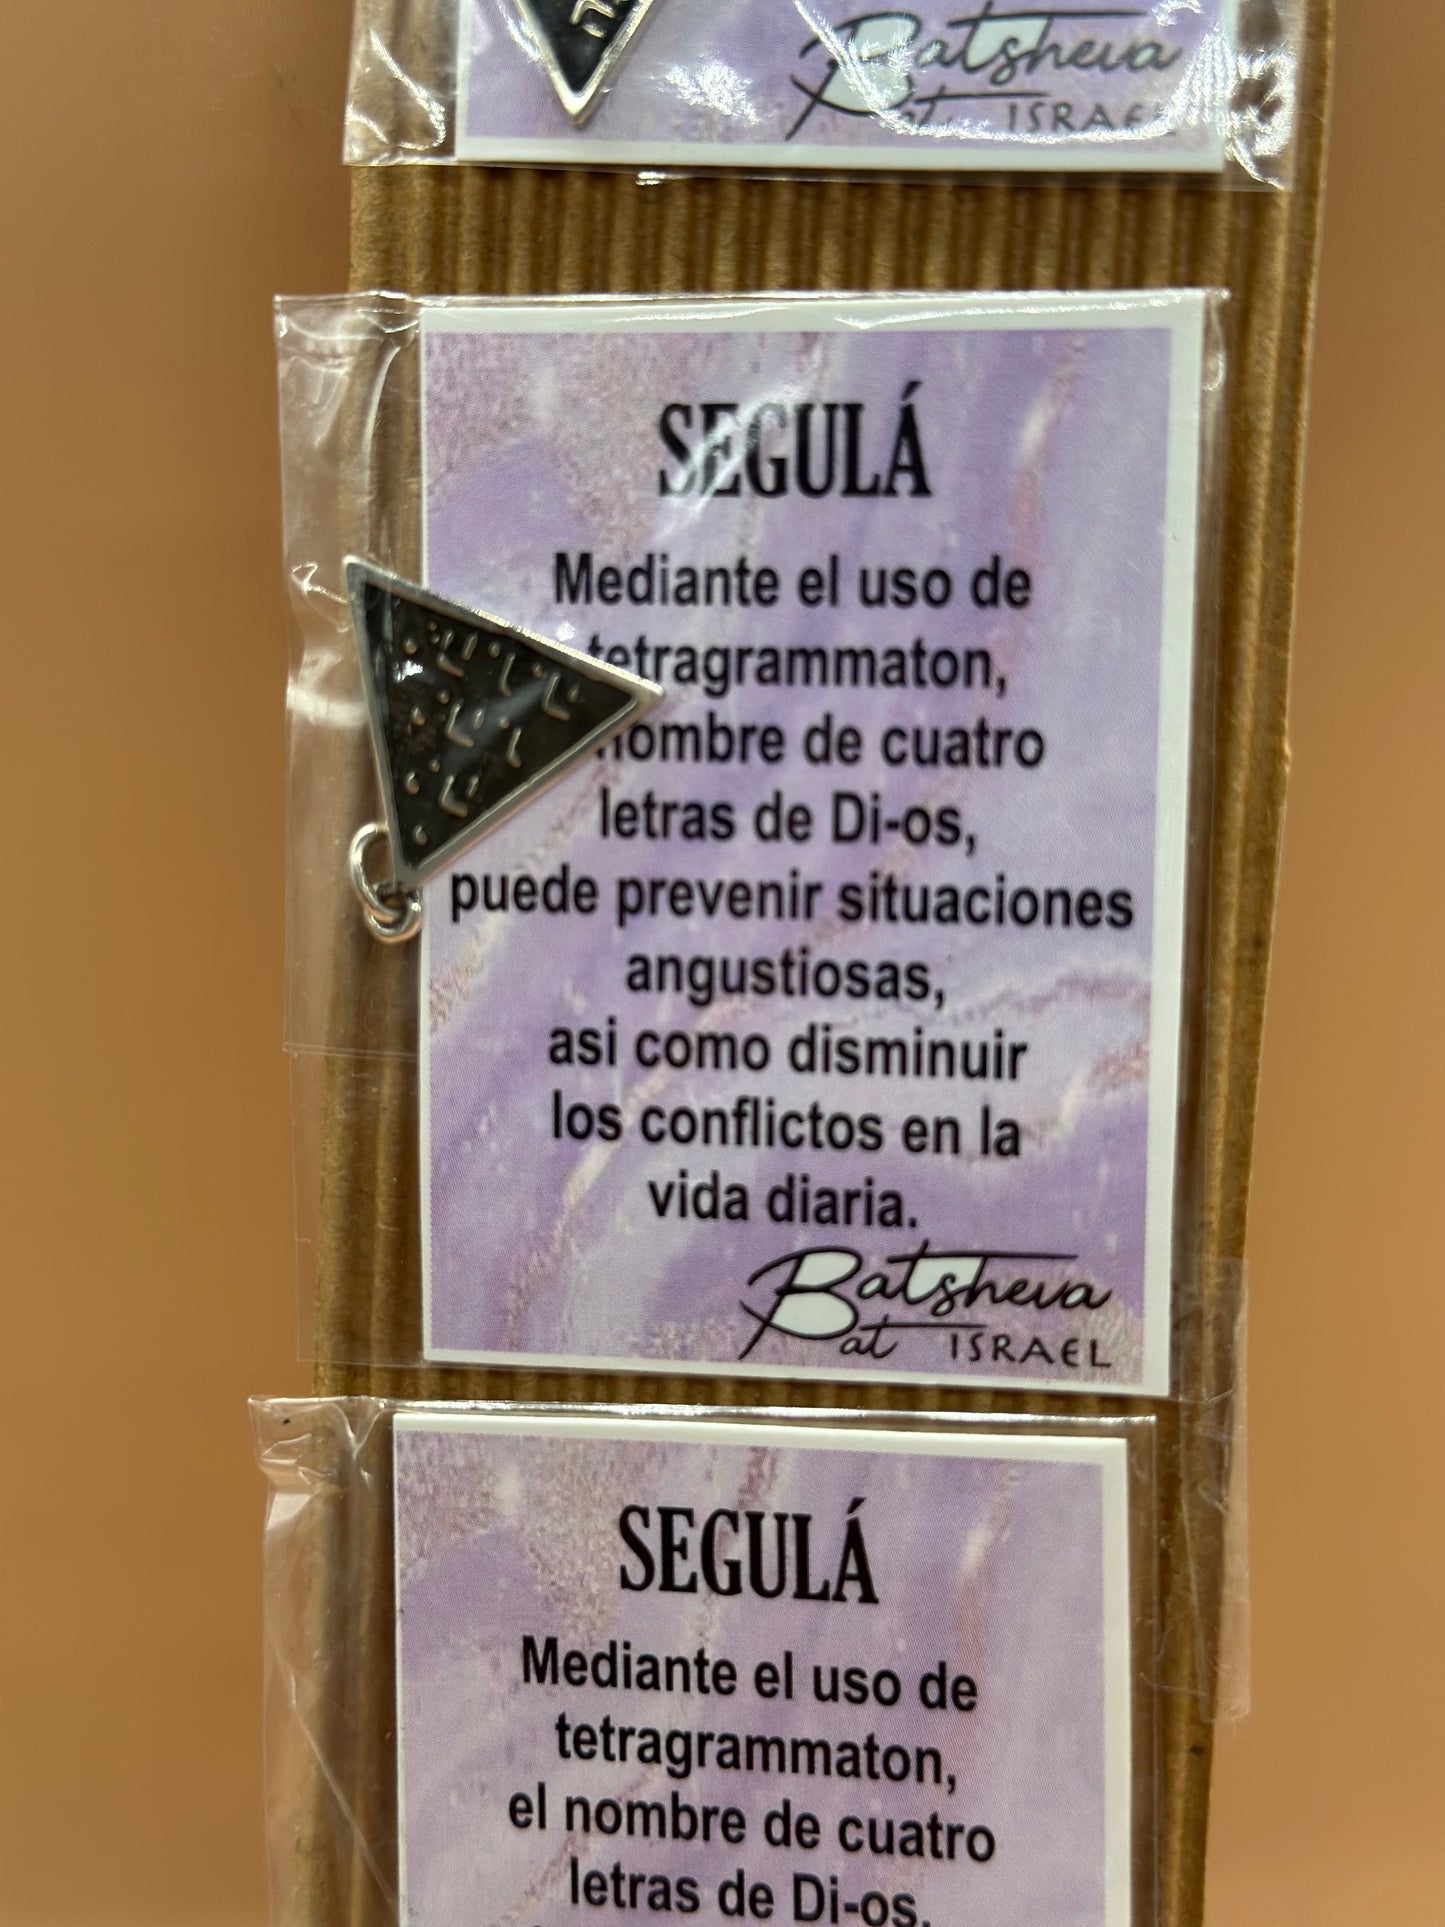 Batsheva
Bat ISRAEL
SEGULÁ
Mediante el uso de
tetragrammaton,
nombre de cuatro
letras de Di-os,
puede prevenir situaciones
angustiosas,
asi como disminuir
los conflictos en la
vida diaria.
Batsheva
Bat ISRAEL
SEGULÁ
Mediante el uso de
tetragrammaton,
el nombre de cuatro
letras de Di-os,